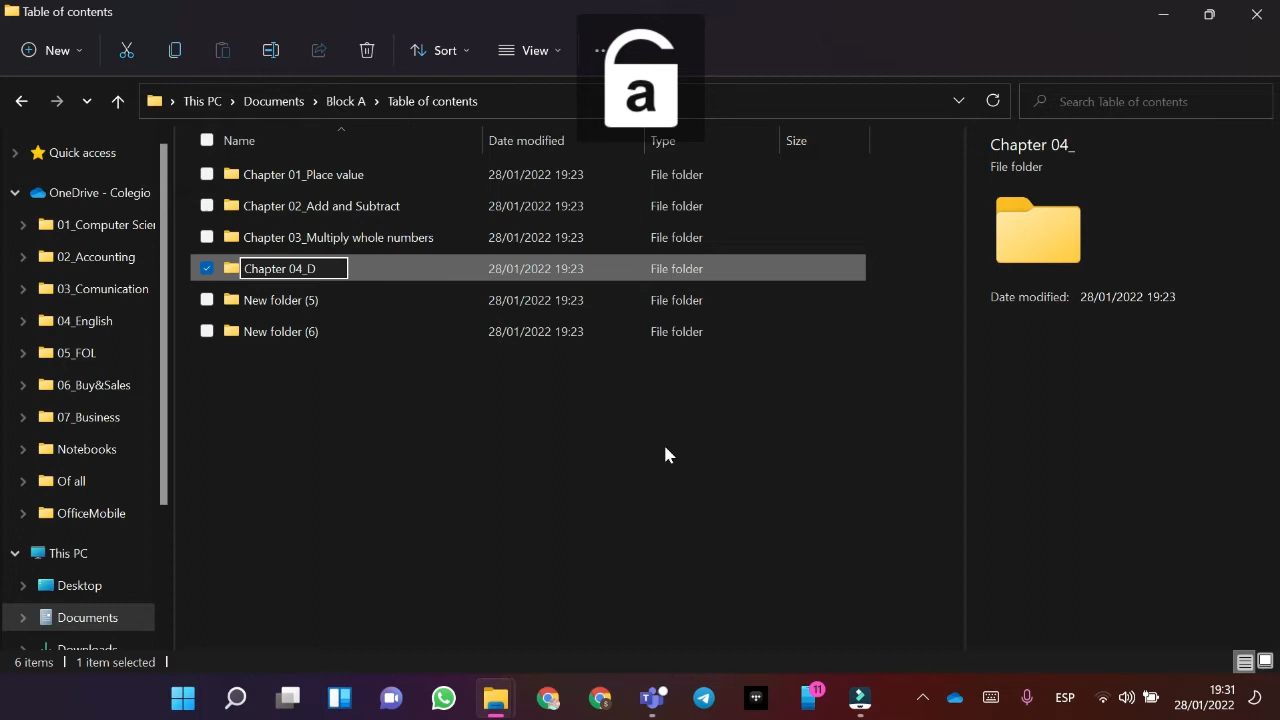 Table of contents
New
Sort
View
a
This PC
Documents
Block A
Table of contents
Search Table of contents
Name
Date modified
Type
Size
Quick access
OneDrive - Colegio
01_Computer Scien
02_Accounting
03_Comunication
04_English
05_FOL
06_Buy&Sales
07_Business
Notebooks
Of all
OfficeMobile
This PC
Desktop
Documents
Downloads
Chapter 01_Place value 28/01/2022 19:23 File folder
Chapter 02_Add and Subtract 28/01/2022 19:23 File folder
Chapter 03_Multiply whole numbers 28/01/2022 19:23 File folder
Chapter 04_D 28/01/2022 19:23 File folder
New folder (5) 28/01/2022 19:23 File folder
New folder (6) 28/01/2022 19:23 File folder
Chapter 04_
File folder
Date modified: 28/01/2022 19:23
6 items
1 item selected
11
ESP
19:31
28/01/2022